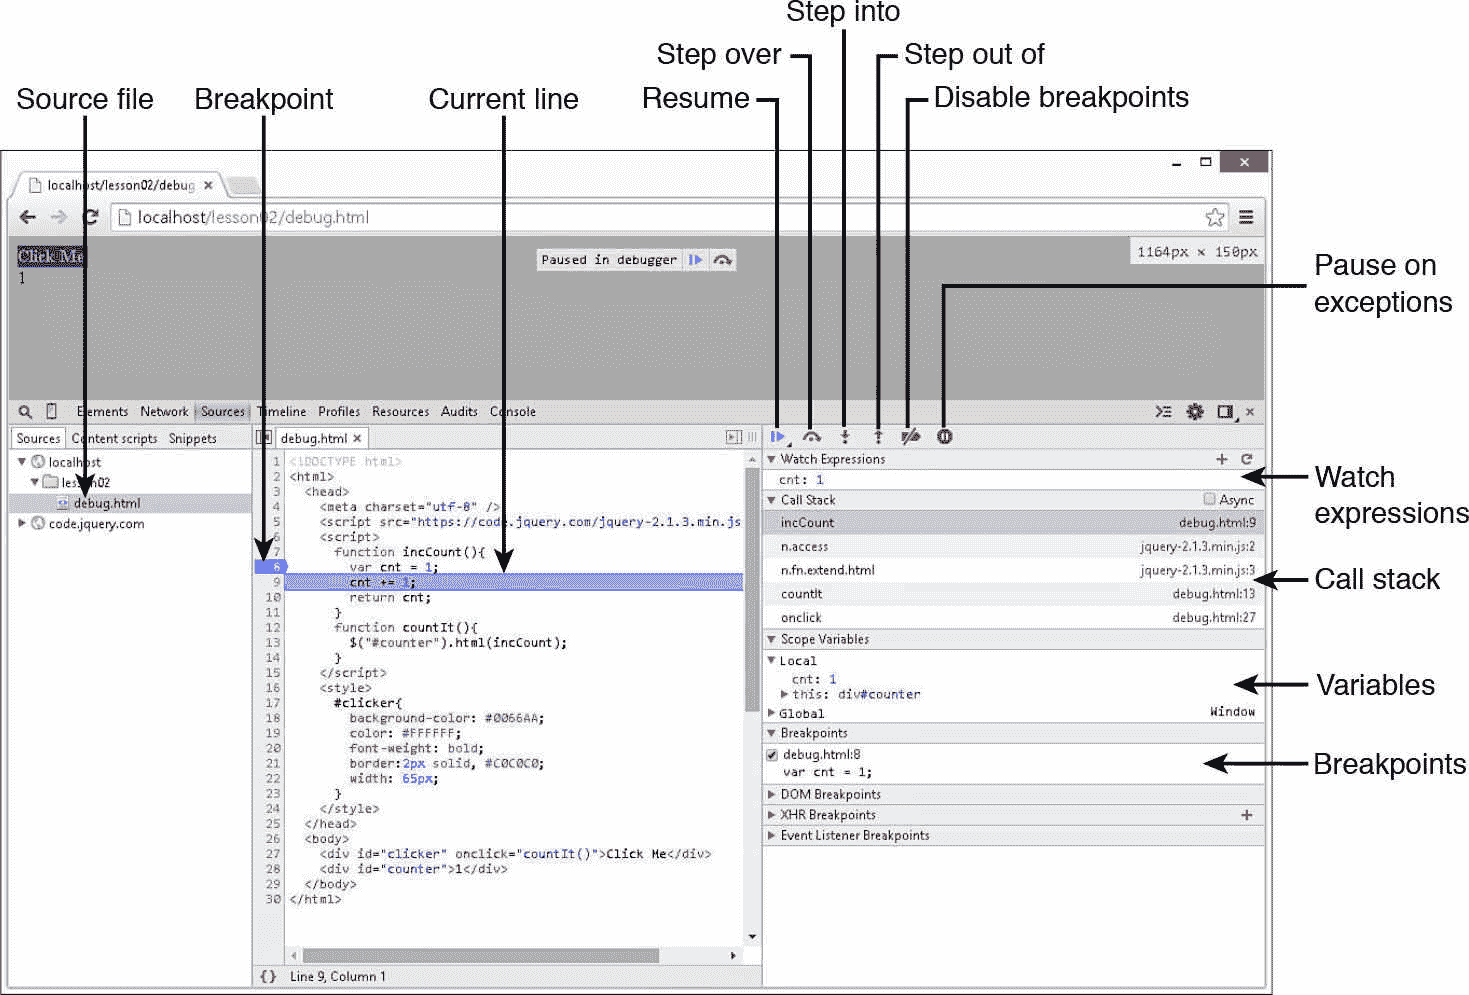 Step into
Step over
Step out of
Source file
Breakpoint
Current line
Resume
Disable breakpoints
localhost/lesson02/debug
localhost/lesson02/debug.html
Click Me
1
Paused in debugger
1164px × 150px
Pause on
exceptions
Elements Network Sources Timeline Profiles Resources Audits Console
Sources Content scripts Snippets
localhost
lesson02
debug.html
code.jquery.com
debug.html
1 <!DOCTYPE html>
2 <html>
3 <head>
4 <meta charset="utf-8" />
5 <script src="https://code.jquery.com/jquery-2.1.3.min.js
6 <script>
7 function incCount(){
8 var cnt = 1;
9 cnt += 1;
10 return cnt;
11 }
12 function countIt(){
13 $("#counter").html(incCount);
14 }
15 </script>
16 <style>
17 #clicker{
18 background-color: #0066AA;
19 color: #FFFFFF;
20 font-weight: bold;
21 border:2px solid, #C0C0C0;
22 width: 65px;
23 }
24 </style>
25 </head>
26 <body>
27 <div id="clicker" onclick="countIt()">Click Me</div>
28 <div id="counter">1</div>
29 </body>
30 </html>
{} Line 9, Column 1
Watch Expressions
cnt: 1
Call Stack Async
incCount debug.html:9
n.access jquery-2.1.3.min.js:2
n.fn.extend.html jquery-2.1.3.min.js:3
countIt debug.html:13
onclick debug.html:27
Scope Variables
Local
cnt: 1
this: div#counter
Global Window
Breakpoints
debug.html:8
var cnt = 1;
DOM Breakpoints
XHR Breakpoints
Event Listener Breakpoints
Watch
expressions
Call stack
Variables
Breakpoints